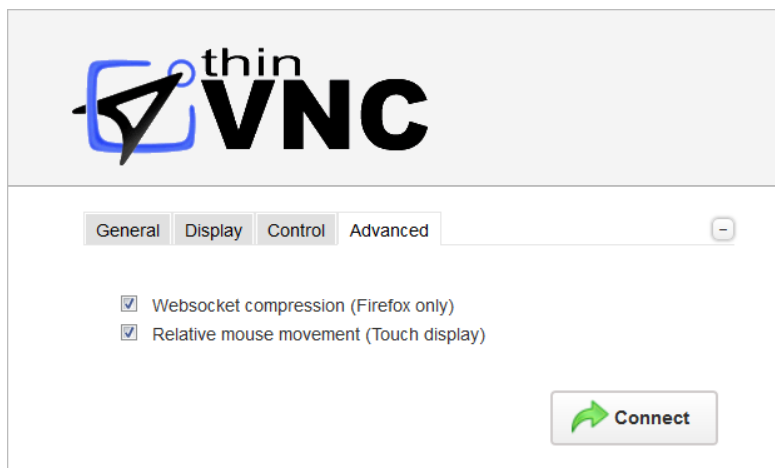 thin
VNC
General Display Control Advanced
Websocket compression (Firefox only)
Relative mouse movement (Touch display)
Connect